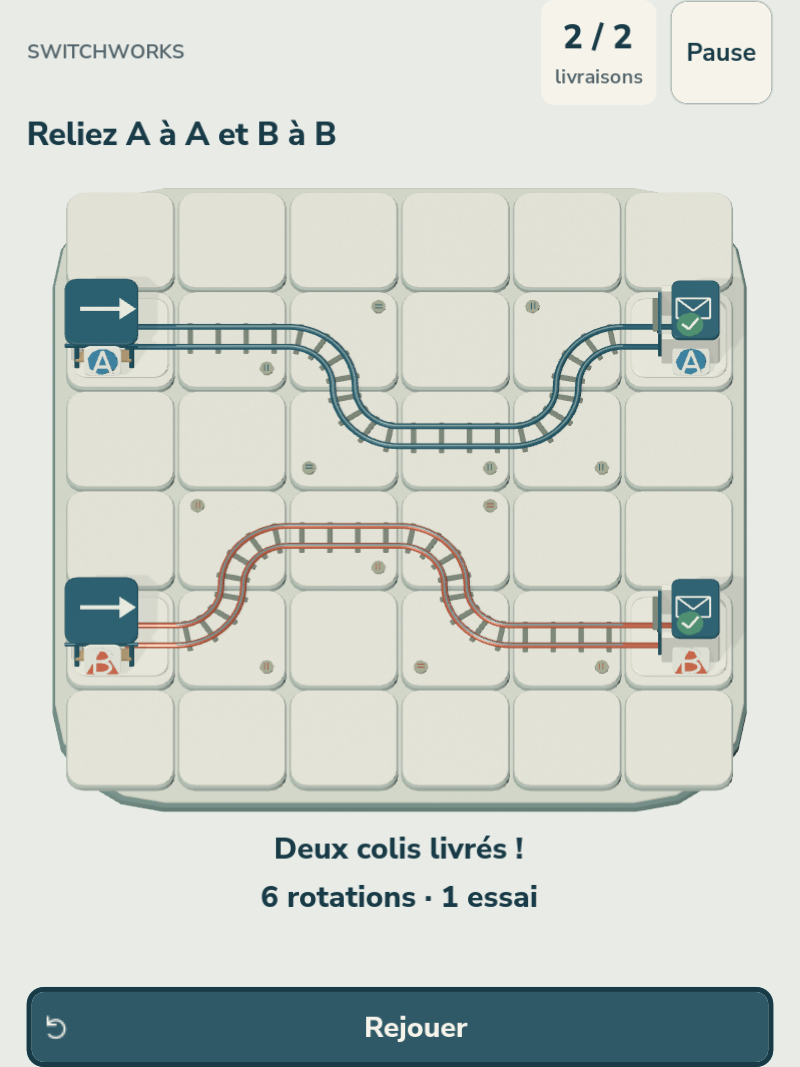 SWITCHWORKS
2 / 2
livraisons
Pause
Reliez A à A et B à B
A
A
B
B
Deux colis livrés !
6 rotations · 1 essai
Rejouer